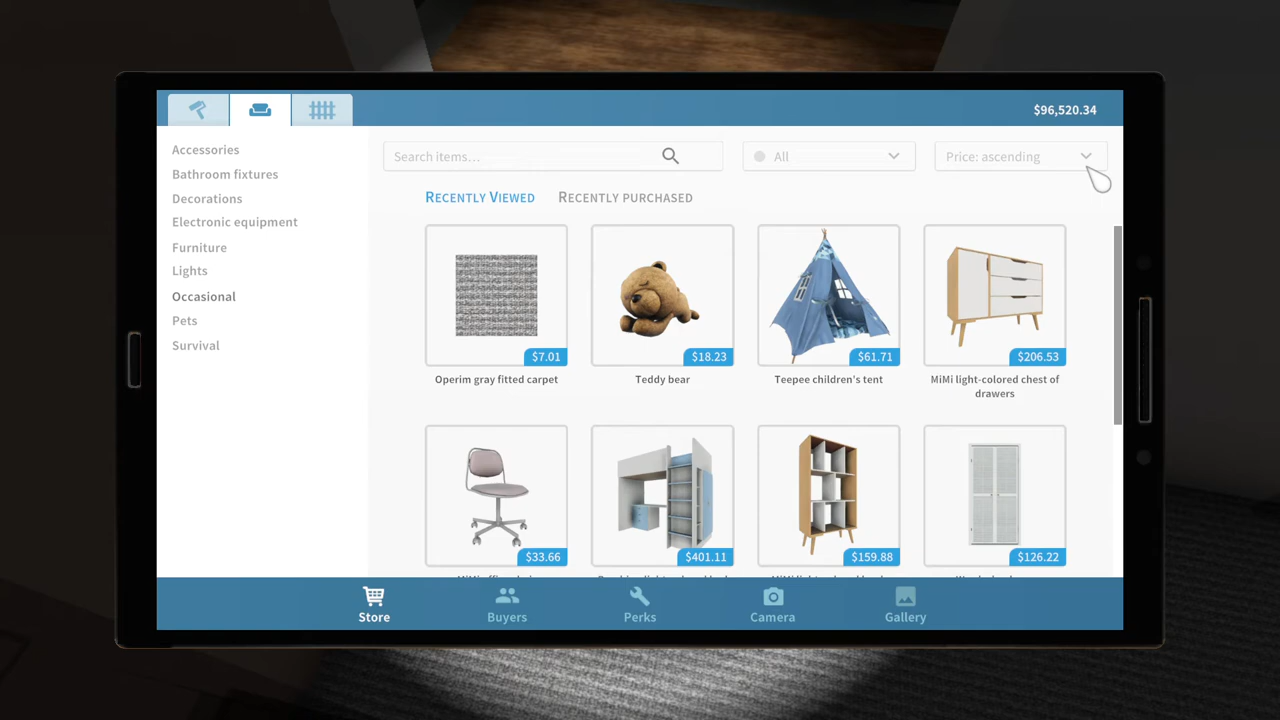 $96,520.34
Accessories
Bathroom fixtures
Decorations
Electronic equipment
Furniture
Lights
Occasional
Pets
Survival
Search items...
All
Price: ascending
RECENTLY VIEWED
RECENTLY PURCHASED
$7.01
$18.23
$61.71
$206.53
Operim gray fitted carpet
Teddy bear
Teepee children's tent
MiMi light-colored chest of
drawers
$33.66
$401.11
$159.88
$126.22
Store
Buyers
Perks
Camera
Gallery